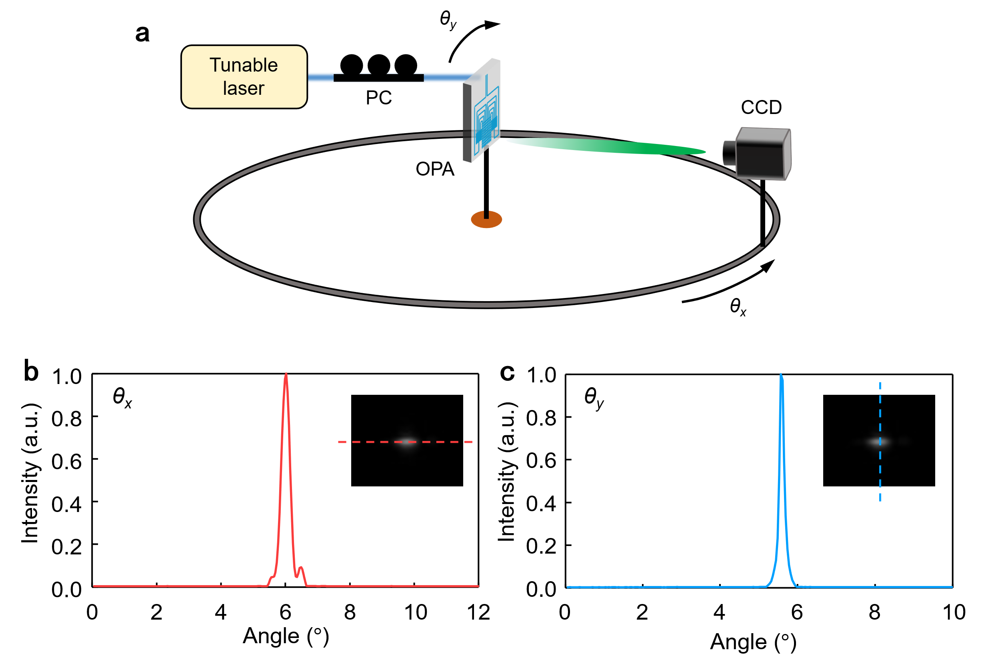 a
θy
Tunable
laser
PC
CCD
OPA
θx
b
1.0
0.8
0.6
0.4
0.2
0.0
Intensity (a.u.)
θx
0 2 4 6 8 10 12
Angle (°)
c
1.0
0.8
0.6
0.4
0.2
0.0
Intensity (a.u.)
θy
0 2 4 6 8 10
Angle (°)